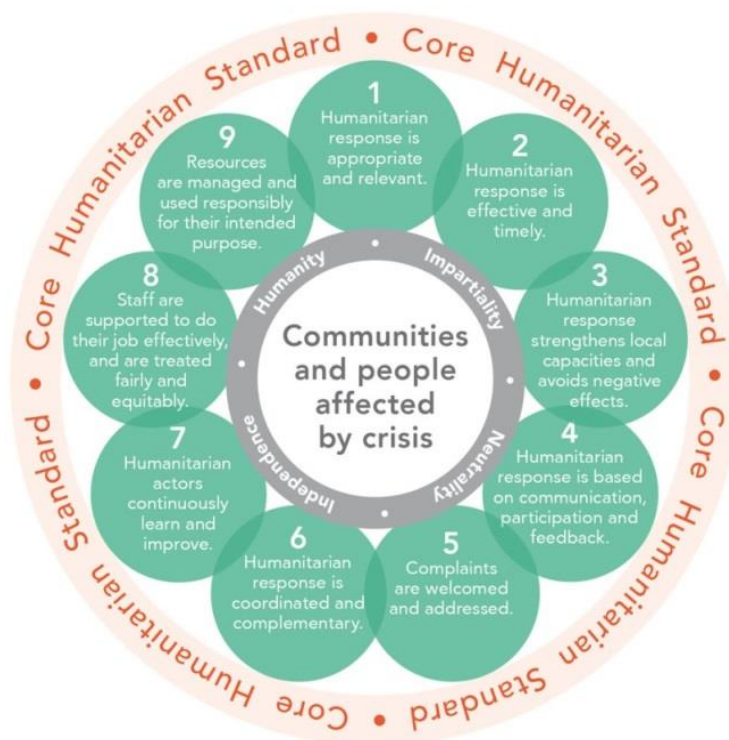 Core Humanitarian Standard • Core Humanitarian Standard • Core Humanitarian Standard • Core Humanitarian Standard • Core Humanitarian Standard •
1
Humanitarian
response is
appropriate
and relevant.
2
Humanitarian
response is
effective and
timely.
3
Humanitarian
response
strengthens local
capacities and
avoids negative
effects.
4
Humanitarian
response is based
on communication,
participation and
feedback.
5
Complaints
are welcomed
and addressed.
6
Humanitarian
response is
coordinated and
complementary.
7
Humanitarian
actors
continuously
learn and
improve.
8
Staff are
supported to do
their job effectively,
and are treated
fairly and
equitably.
9
Resources
are managed and
used responsibly
for their intended
purpose.
Humanity • Impartiality • Neutrality • Independence •
Communities
and people
affected
by crisis